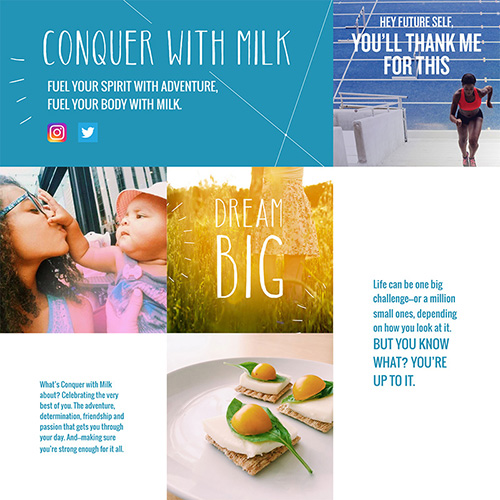 CONQUER WITH MILK
FUEL YOUR SPIRIT WITH ADVENTURE,
FUEL YOUR BODY WITH MILK.
HEY FUTURE SELF,
YOU'LL THANK ME
FOR THIS
DREAM
BIG
Life can be one big
challenge–or a million
small ones, depending
on how you look at it.
BUT YOU KNOW
WHAT? YOU'RE
UP TO IT.
What's Conquer with Milk
about? Celebrating the very
best of you. The adventure,
determination, friendship and
passion that gets you through
your day. And–making sure
you're strong enough for it all.